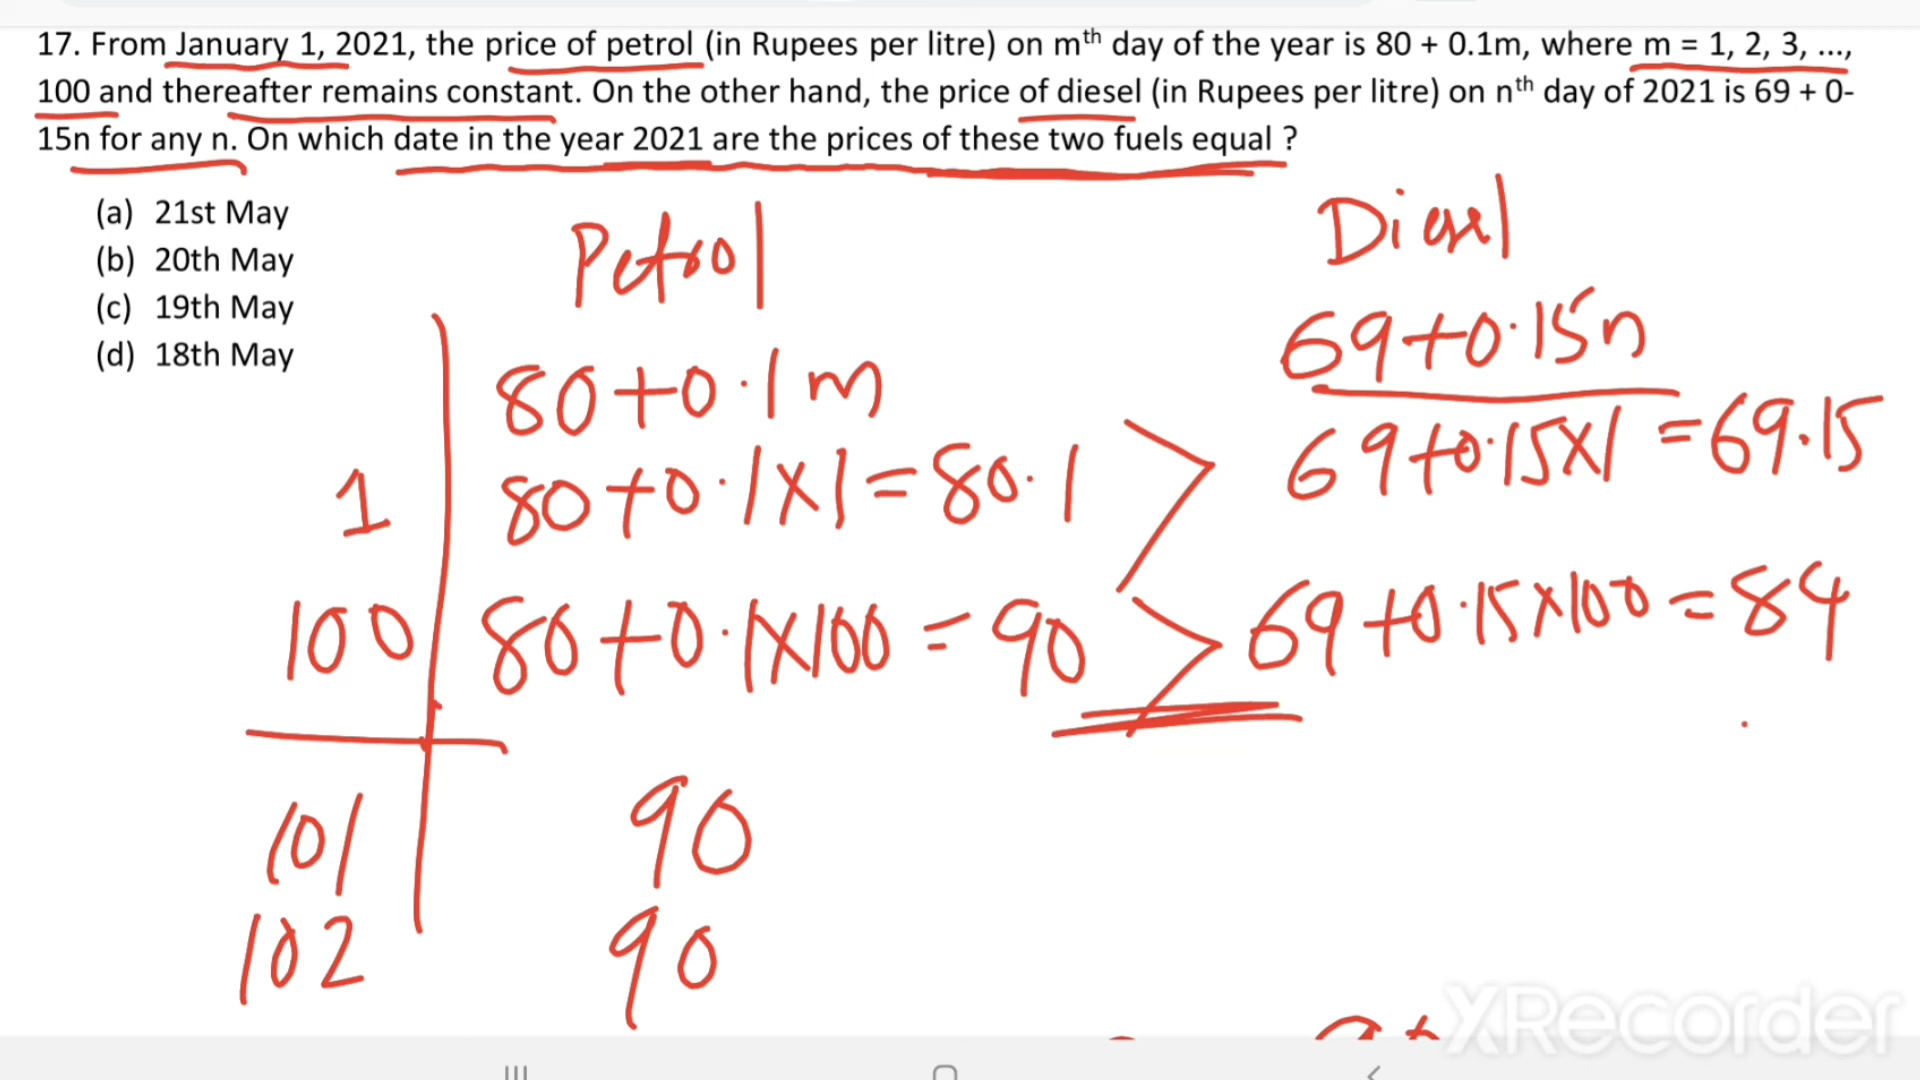 17. From January 1, 2021, the price of petrol (in Rupees per litre) on mth day of the year is 80 + 0.1m, where m = 1, 2, 3, ...,
100 and thereafter remains constant. On the other hand, the price of diesel (in Rupees per litre) on nth day of 2021 is 69 + 0-
15n for any n. On which date in the year 2021 are the prices of these two fuels equal ?
(a) 21st May
(b) 20th May
(c) 19th May
(d) 18th May
Petrol
Diesel
80+0.1m
69+0.15n
1
80+0.1×1=80.1 >
69+0.15×1=69.15
100
80+0.1×100=90 >
69+0.15×100=84
101
90
102
90
XRecorder